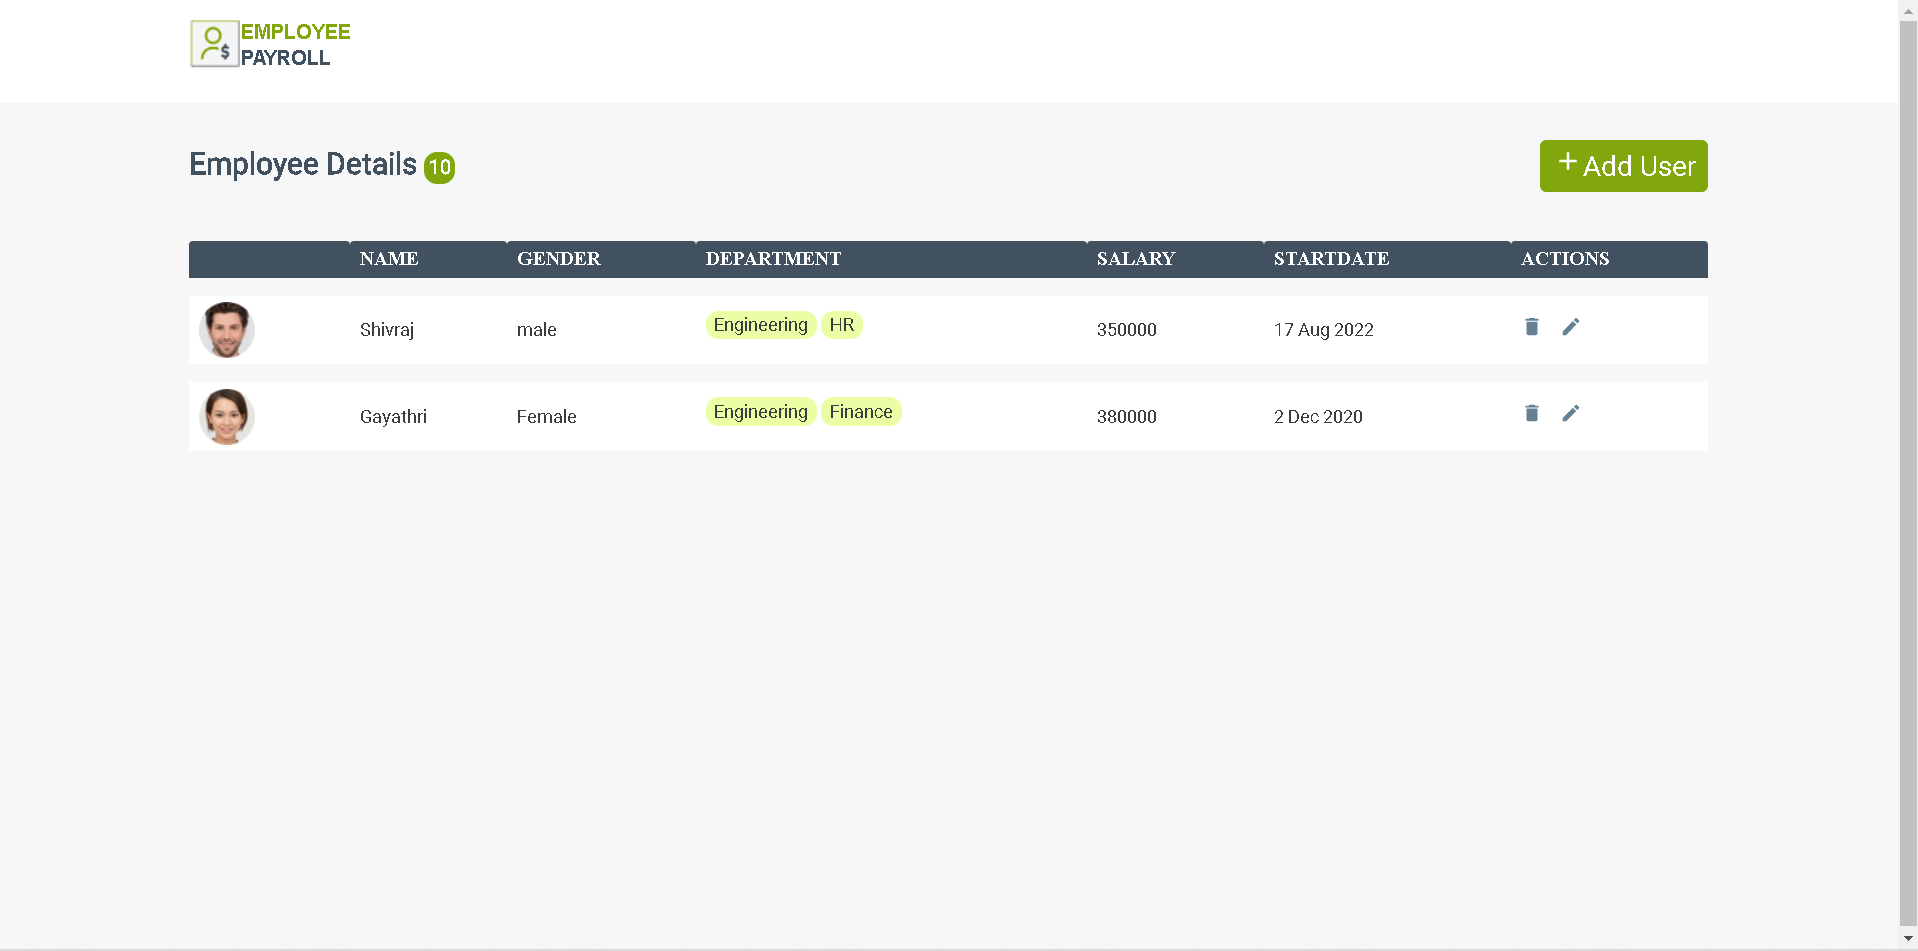 EMPLOYEE
PAYROLL
Employee Details 10
+ Add User
NAME GENDER DEPARTMENT SALARY STARTDATE ACTIONS
Shivraj male Engineering HR 350000 17 Aug 2022
Gayathri Female Engineering Finance 380000 2 Dec 2020